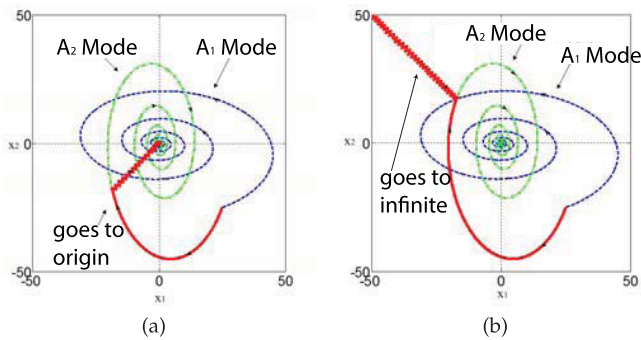 50
A₂ Mode
A₁ Mode
x₂
0
goes to
origin
-50
-50
0
50
x₁
(a)
50
A₂ Mode
A₁ Mode
x₂
0
goes to
infinite
-50
-50
0
50
x₁
(b)